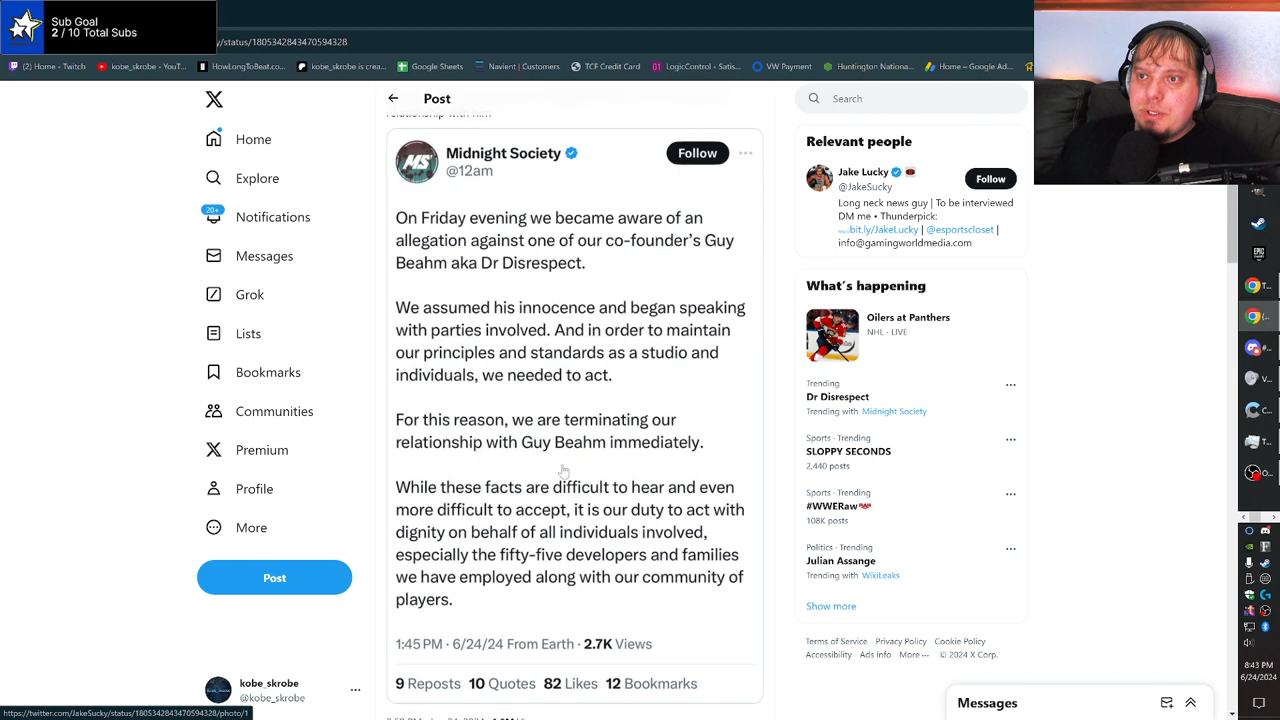 Sub Goal
2 / 10 Total Subs
y/status/1805342843470594328
(2) Home - Twitch
kobe_skrobe - YouT...
HowLongToBeat.co...
kobe_skrobe is crea...
Google Sheets
Navient | Customers
TCF Credit Card
LogicControl - Satis...
VW Payment
Huntington National...
Home – Google Ad...
Post
Search
relationship with him
Home
Explore
20+
Notifications
Messages
Grok
Lists
Bookmarks
Communities
Premium
Profile
More
Post
kobe_skrobe
@kobe_skrobe
MS
Midnight Society
@12am
Follow
On Friday evening we became aware of an
allegation against one of our co-founder's Guy
Beahm aka Dr Disrespect.
We assumed his innocence and began speaking
with parties involved. And in order to maintain
our principles and standards as a studio and
individuals, we needed to act.
For this reason, we are terminating our
relationship with Guy Beahm immediately.
While these facts are difficult to hear and even
more difficult to accept, it is our duty to act with
dignity on behalf of all individuals involved,
especially the fifty-five developers and families
we have employed along with our community of
players.
1:45 PM · 6/24/24 From Earth · 2.7K Views
9 Reposts 10 Quotes 82 Likes 12 Bookmarks
Relevant people
Jake Lucky
@JakeSucky
Follow
Long neck news guy | To be interviewed
DM me • Thunderpick:
bit.ly/JakeLucky | @esportscloset |
info@gamingworldmedia.com
What's happening
Oilers at Panthers
NHL · LIVE
Trending
Dr Disrespect
Trending with Midnight Society
Sports · Trending
SLOPPY SECONDS
2,440 posts
Sports · Trending
#WWERaw
108K posts
Politics · Trending
Julian Assange
Trending with WikiLeaks
Show more
Terms of Service Privacy Policy Cookie Policy
Accessibility Ads info More ··· © 2024 X Corp.
Messages
EPIC
8:43 PM
6/24/2024
https://twitter.com/JakeSucky/status/1805342843470594328/photo/1